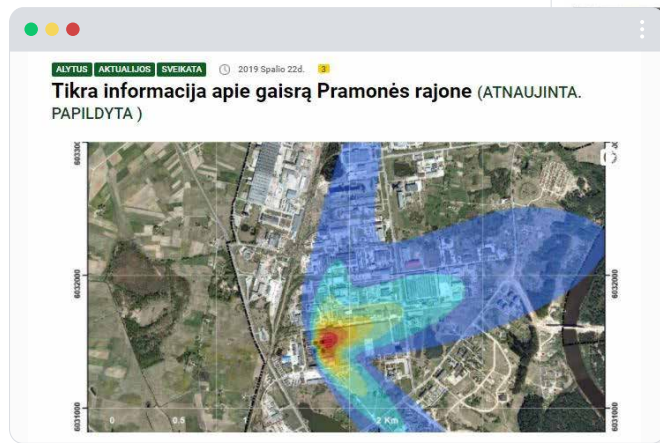 ALYTUS AKTUALIJOS SVEIKATA 2019 Spalio 22d. 3
Tikra informacija apie gaisrą Pramonės rajone (ATNAUJINTA.
PAPILDYTA )
6032000 6032000
6031000 6031000
0 0.5 1 2 Km